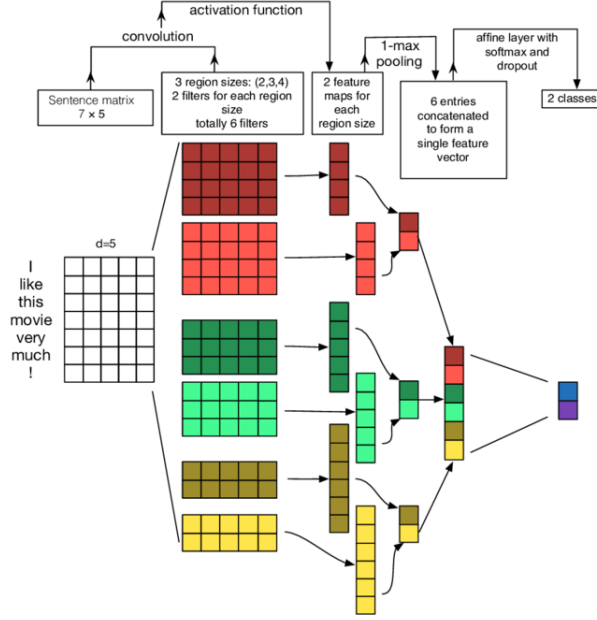 activation function
convolution
1-max
pooling
affine layer with
softmax and
dropout
Sentence matrix
7 × 5
3 region sizes: (2,3,4)
2 filters for each region
size
totally 6 filters
2 feature
maps for
each
region size
6 entries
concatenated
to form a
single feature
vector
2 classes
d=5
I
like
this
movie
very
much
!